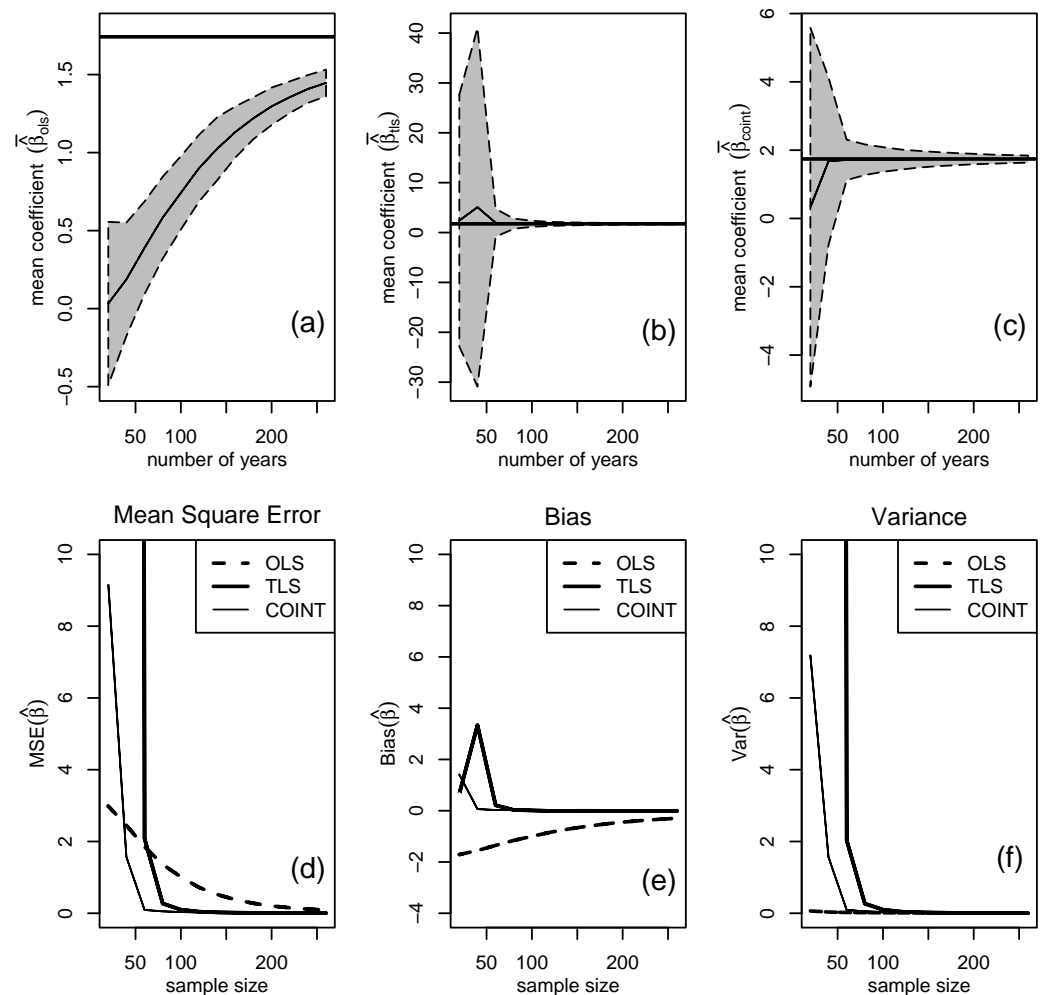 mean coefficient (β̂ols)
1.5
1.0
0.5
0.0
−0.5
(a)
50 100 200
number of years
mean coefficient (β̂tls)
40
30
20
10
0
−10
−20
−30
(b)
50 100 200
number of years
mean coefficient (β̂coint)
6
4
2
0
−2
−4
(c)
50 100 200
number of years
Mean Square Error
MSE(β̂)
10
8
6
4
2
0
OLS
TLS
COINT
(d)
50 100 200
sample size
Bias
Bias(β̂)
10
8
6
4
2
0
−2
−4
OLS
TLS
COINT
(e)
50 100 200
sample size
Variance
Var(β̂)
10
8
6
4
2
0
OLS
TLS
COINT
(f)
50 100 200
sample size